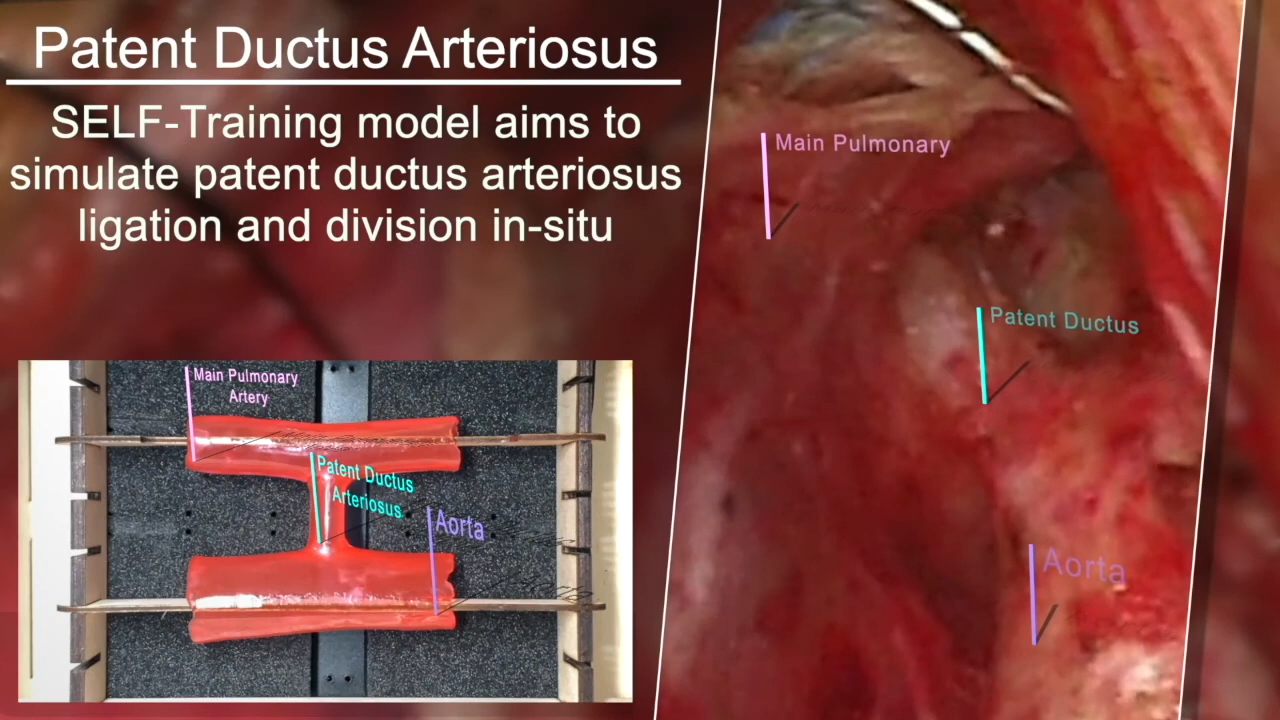 Patent Ductus Arteriosus
SELF-Training model aims to
simulate patent ductus arteriosus
ligation and division in-situ
Main Pulmonary
Artery
Patent Ductus
Arteriosus
Aorta
Main Pulmonary
Patent Ductus
Aorta